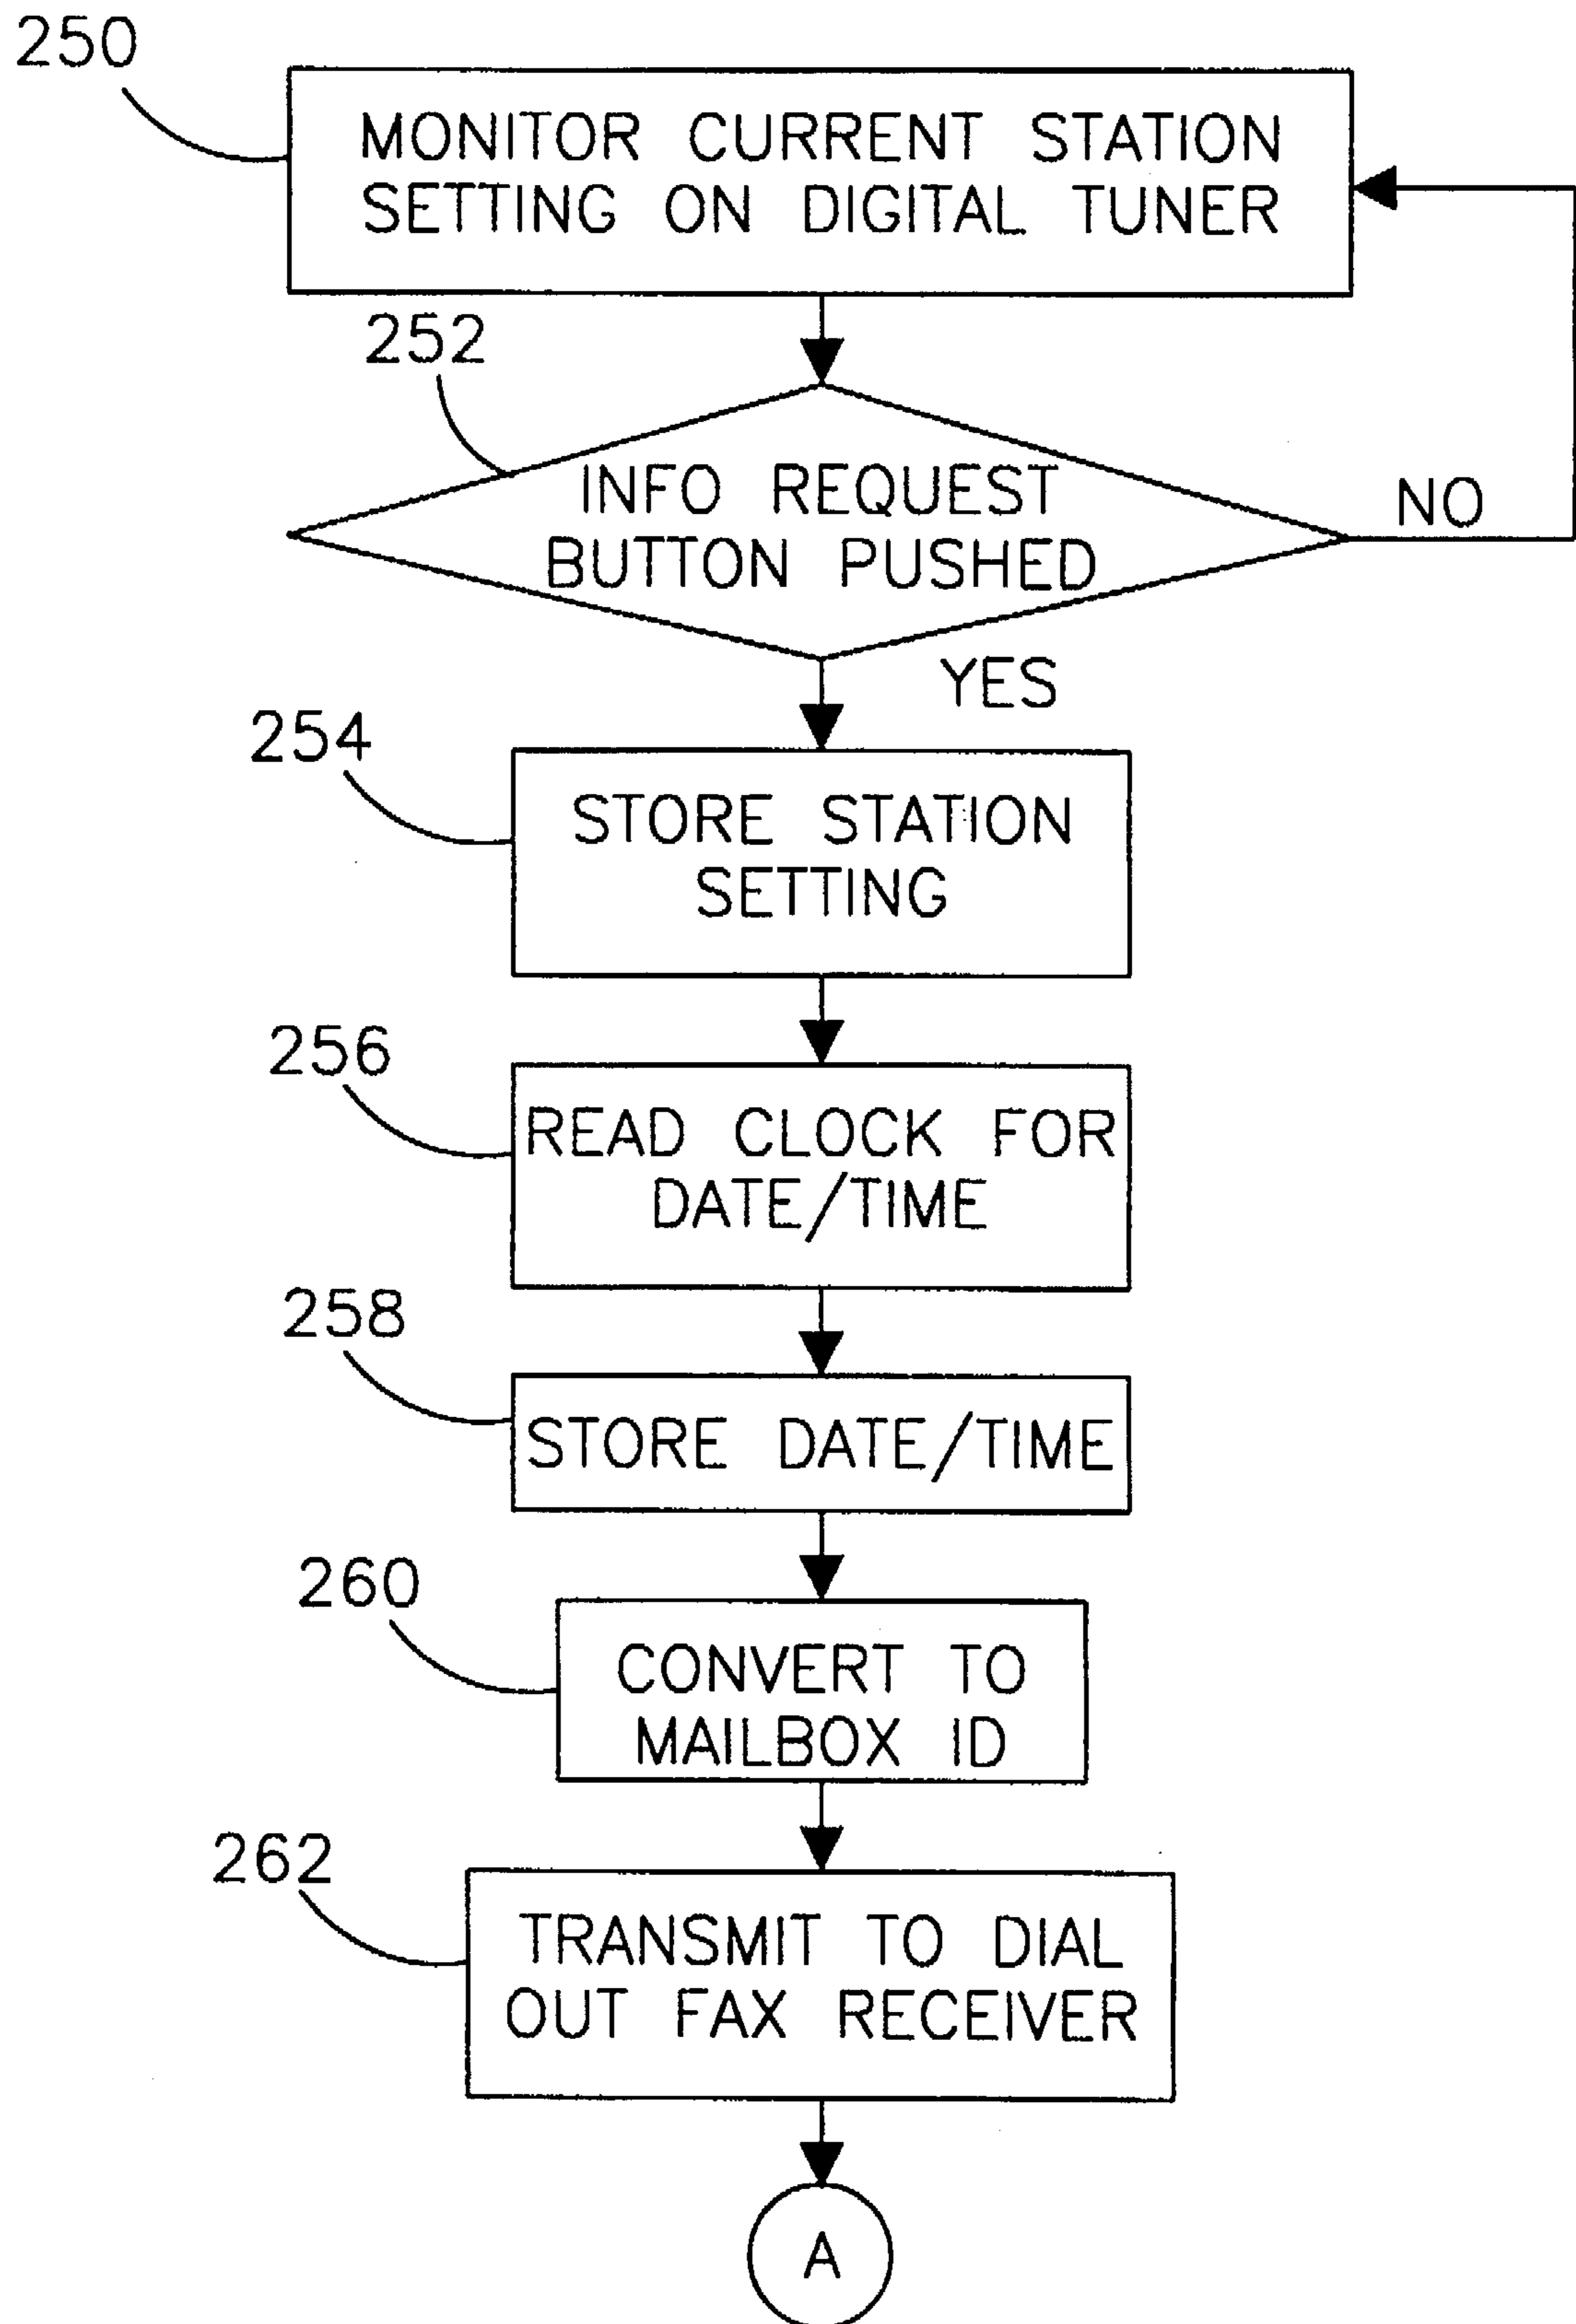 250
MONITOR CURRENT STATION
SETTING ON DIGITAL TUNER
252
INFO REQUEST
BUTTON PUSHED
NO
YES
254
STORE STATION
SETTING
256
READ CLOCK FOR
DATE/TIME
258
STORE DATE/TIME
260
CONVERT TO
MAILBOX ID
262
TRANSMIT TO DIAL
OUT FAX RECEIVER
A